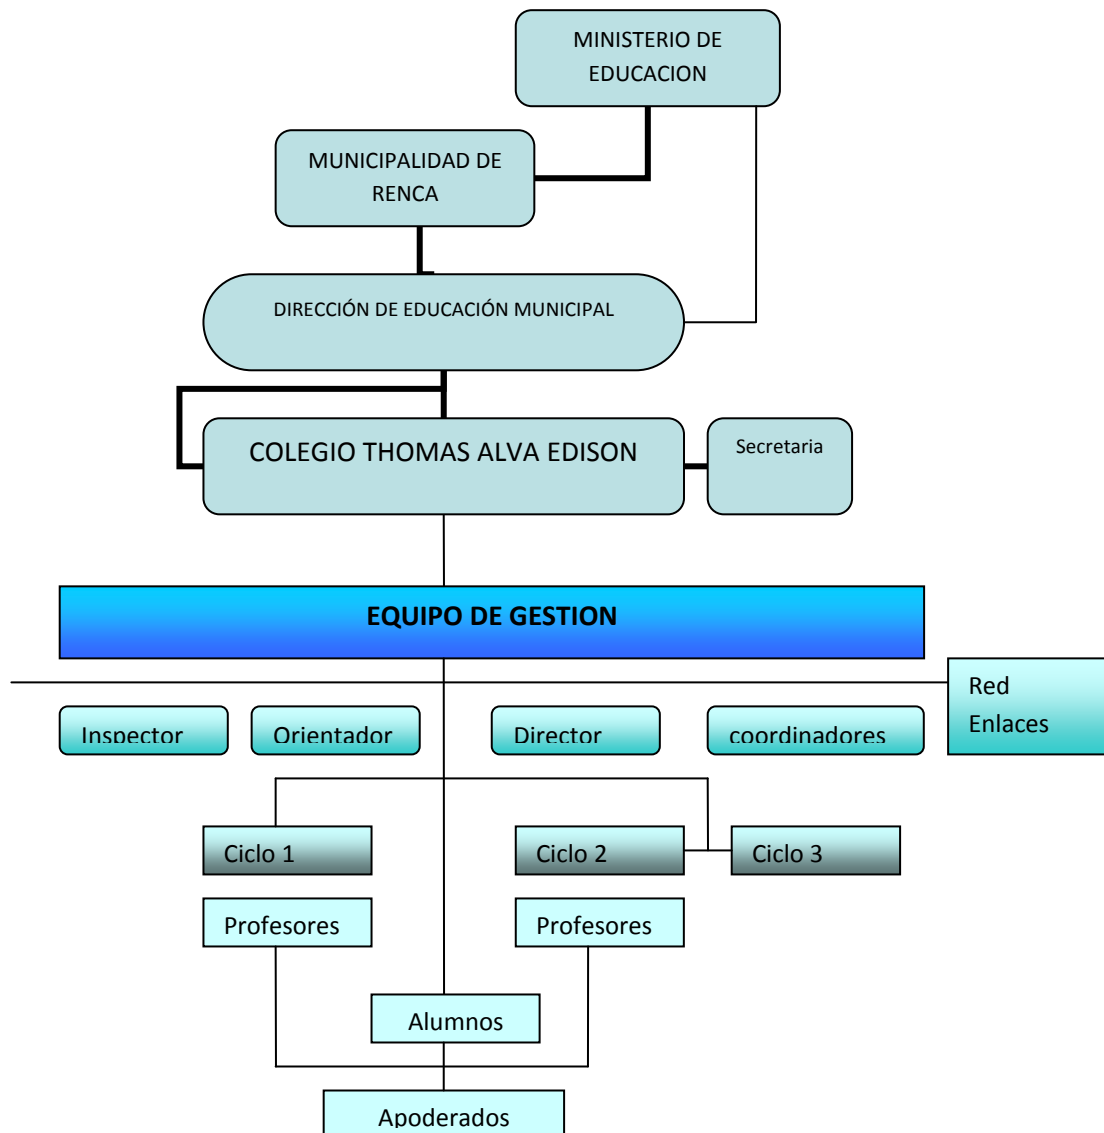 MINISTERIO DE
EDUCACION
MUNICIPALIDAD DE
RENCA
DIRECCIÓN DE EDUCACIÓN MUNICIPAL
COLEGIO THOMAS ALVA EDISON
Secretaria
EQUIPO DE GESTION
Red
Enlaces
Inspector
Orientador
Director
coordinadores
Ciclo 1
Ciclo 2
Ciclo 3
Profesores
Profesores
Alumnos
Apoderados